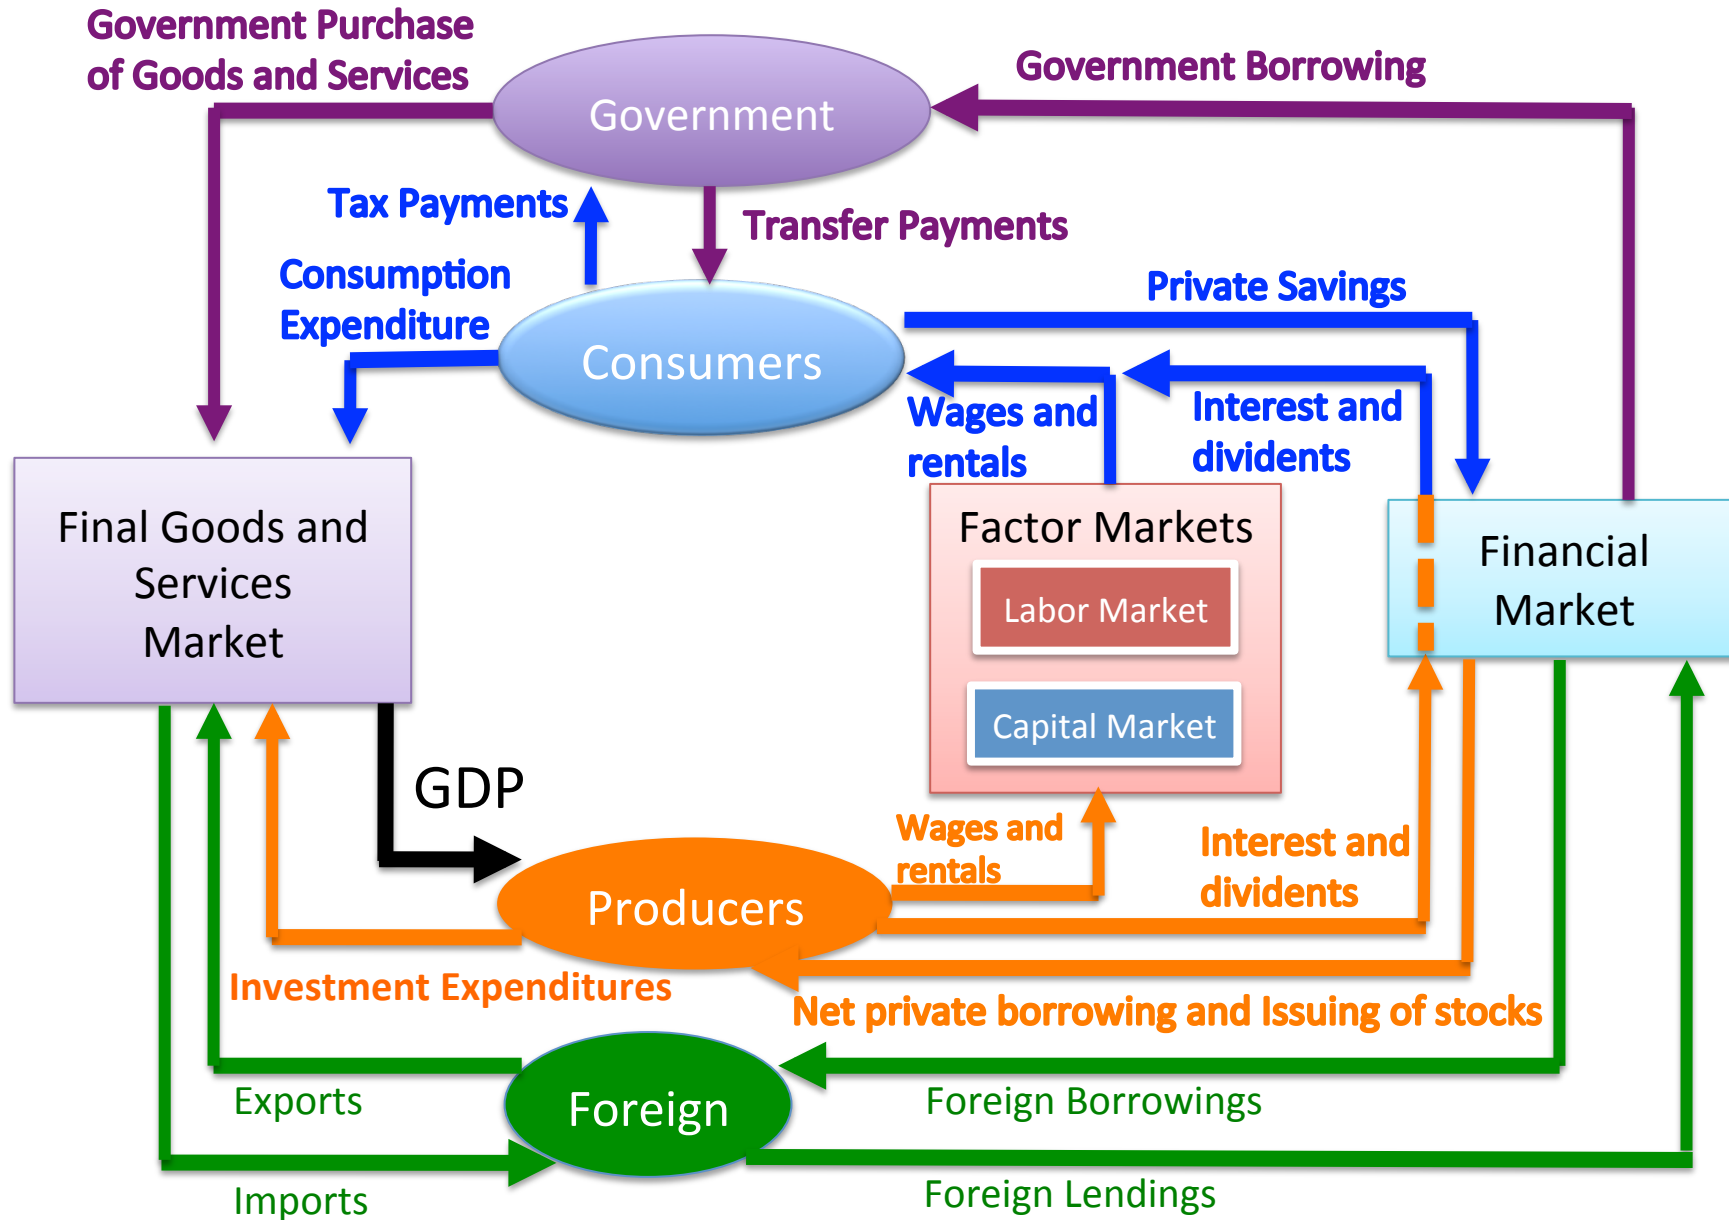 Government Purchase
of Goods and Services
Government
Government Borrowing
Tax Payments
Transfer Payments
Consumption
Expenditure
Consumers
Private Savings
Wages and
rentals
Interest and
dividents
Final Goods and
Services
Market
Factor Markets
Labor Market
Capital Market
Financial
Market
GDP
Wages and
rentals
Interest and
dividents
Producers
Investment Expenditures
Net private borrowing and Issuing of stocks
Exports
Foreign
Foreign Borrowings
Imports
Foreign Lendings